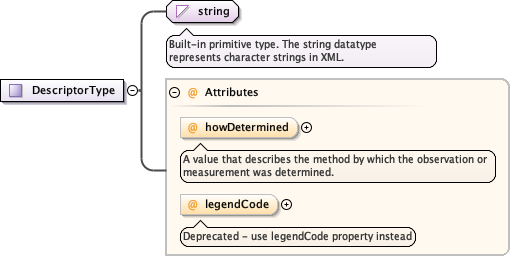 string
Built-in primitive type. The string datatype
represents character strings in XML.
DescriptorType
@ Attributes
@ howDetermined
A value that describes the method by which the observation or
measurement was determined.
@ legendCode
Deprecated - use legendCode property instead